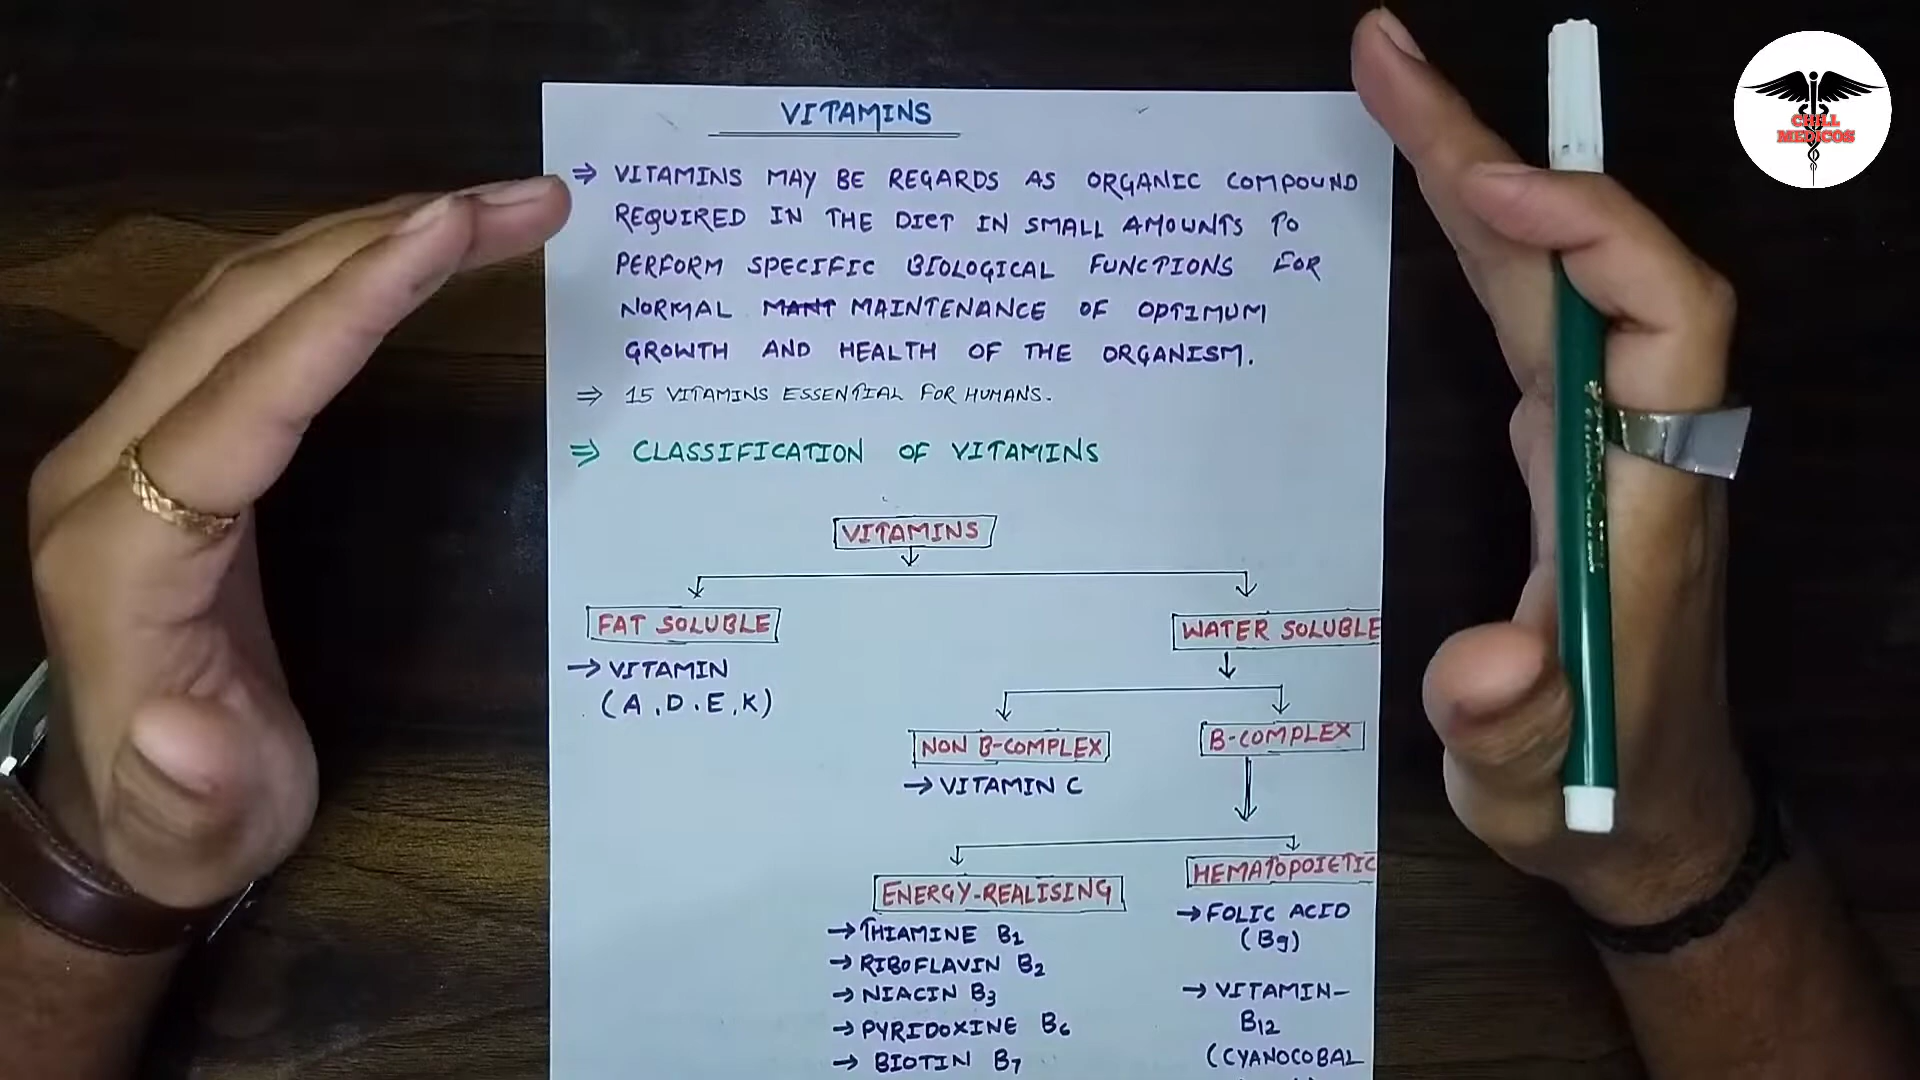 VITAMINS
⇒ VITAMINS MAY BE REGARDS AS ORGANIC COMPOUND
REQUIRED IN THE DIET IN SMALL AMOUNTS TO
PERFORM SPECIFIC BIOLOGICAL FUNCTIONS FOR
NORMAL MANT MAINTENANCE OF OPTIMUM
GROWTH AND HEALTH OF THE ORGANISM.
⇒ 15 VITAMINS ESSENTIAL FOR HUMANS.
⇒ CLASSIFICATION OF VITAMINS
VITAMINS
FAT SOLUBLE
→ VITAMIN
(A, D, E, K)
WATER SOLUBLE
NON B-COMPLEX
→ VITAMIN C
B-COMPLEX
ENERGY-REALISING
→ THIAMINE B1
→ RIBOFLAVIN B2
→ NIACIN B3
→ PYRIDOXINE B6
→ BIOTIN B7
HEMATOPOIETIC
→ FOLIC ACID
(B9)
→ VITAMIN-
B12
(CYANOCOBAL
CHILL
MEDICOS